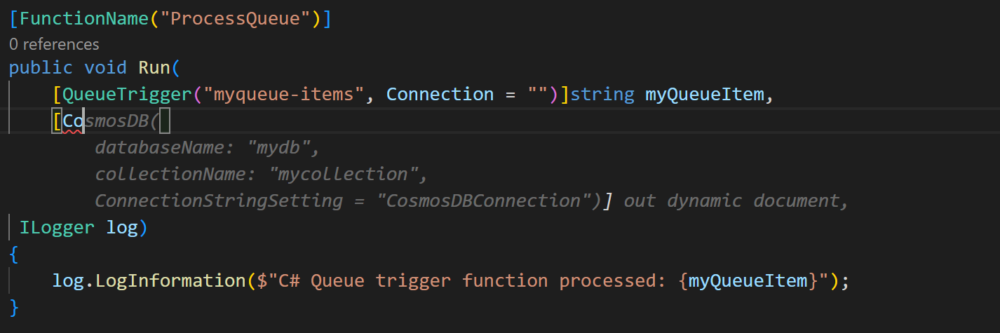 [FunctionName("ProcessQueue")]
0 references
public void Run(
[QueueTrigger("myqueue-items", Connection = "")]string myQueueItem,
[CosmosDB(
databaseName: "mydb",
collectionName: "mycollection",
ConnectionStringSetting = "CosmosDBConnection")] out dynamic document,
ILogger log)
{
log.LogInformation($"C# Queue trigger function processed: {myQueueItem}");
}